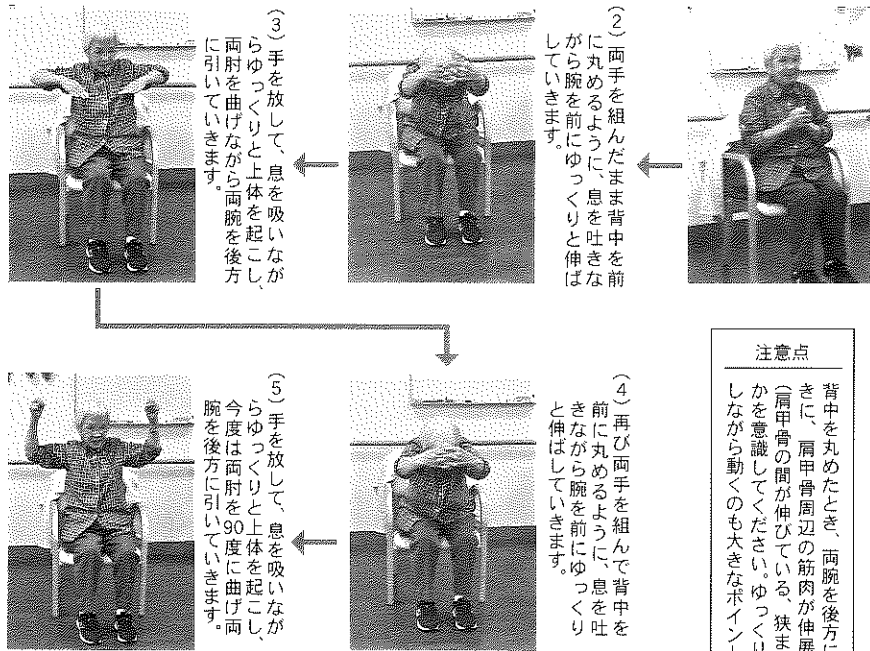 (2)両手を組んだまま背中を前
に丸めるように、息を吐きな
がら腕を前にゆっくりと伸ば
していきます。
(3)手を放して、息を吸いなが
らゆっくりと上体を起こし、
両肘を曲げながら両腕を後方
に引いていきます。
注意点
背中を丸めたとき、両腕を後方に
きに、肩甲骨周辺の筋肉が伸展
(肩甲骨の間が伸びている、狭ま
かを意識してください。ゆっくり
しながら動くのも大きなポイント
(4)再び両手を組んで背中を
前に丸めるように、息を吐
きながら腕を前にゆっくり
と伸ばしていきます。
(5)手を放して、息を吸いなが
らゆっくりと上体を起こし、
今度は両肘を90度に曲げ両
腕を後方に引いていきます。